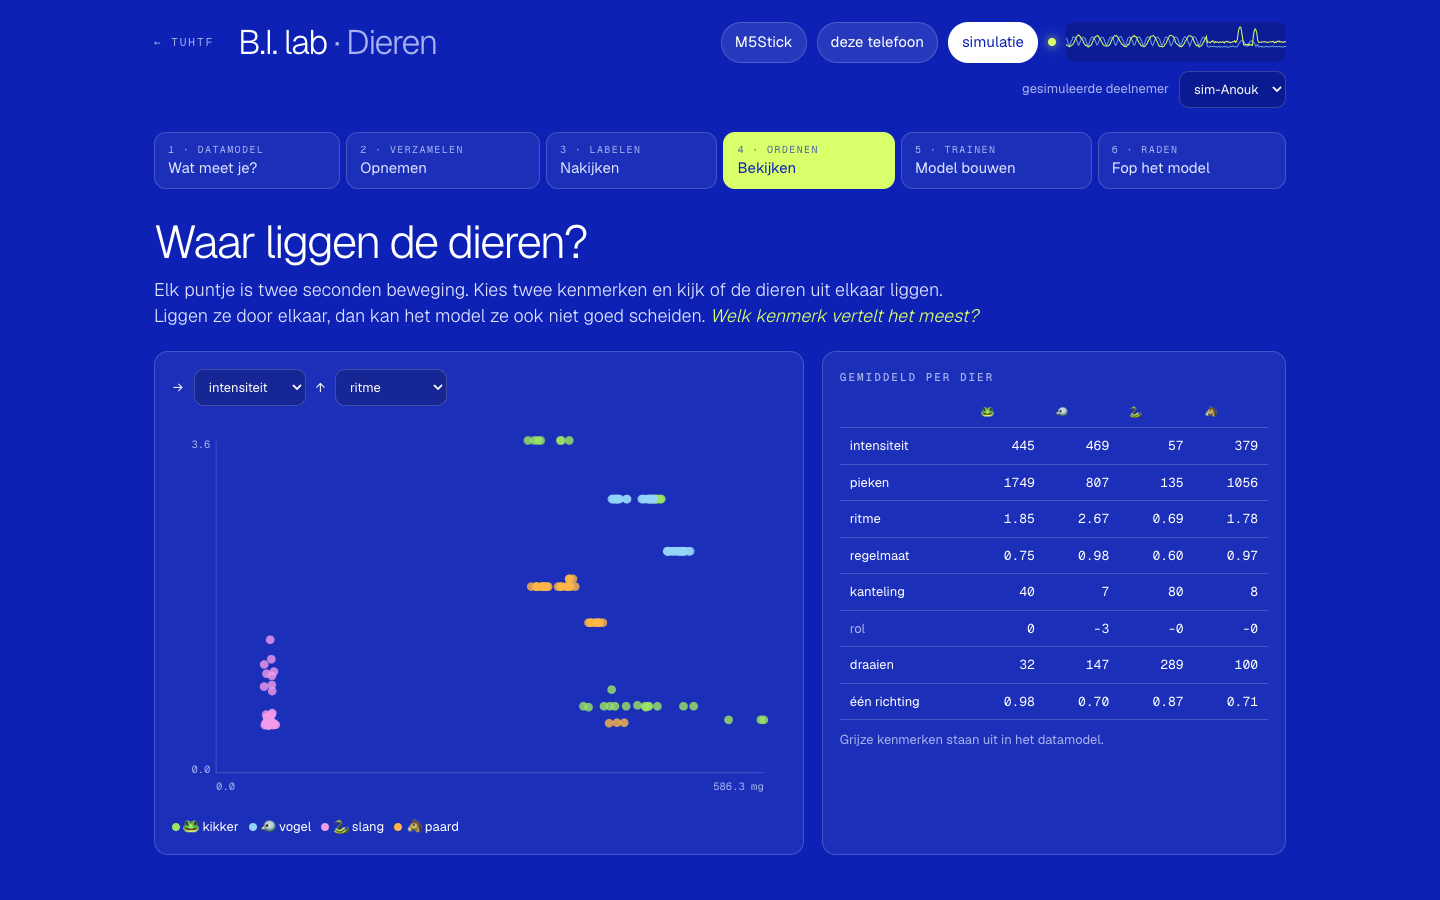 ← TUHTF
B.I. lab · Dieren
M5Stick
deze telefoon
simulatie
gesimuleerde deelnemer
sim-Anouk
1 · DATAMODEL
Wat meet je?
2 · VERZAMELEN
Opnemen
3 · LABELEN
Nakijken
4 · ORDENEN
Bekijken
5 · TRAINEN
Model bouwen
6 · RADEN
Fop het model
Waar liggen de dieren?
Elk puntje is twee seconden beweging. Kies twee kenmerken en kijk of de dieren uit elkaar liggen.
Liggen ze door elkaar, dan kan het model ze ook niet goed scheiden. Welk kenmerk vertelt het meest?
→ intensiteit ↑ ritme
3.6
0.0
0.0 586.3 mg
kikker vogel slang paard
GEMIDDELD PER DIER
intensiteit 445 469 57 379
pieken 1749 807 135 1056
ritme 1.85 2.67 0.69 1.78
regelmaat 0.75 0.98 0.60 0.97
kanteling 40 7 80 8
rol 0 -3 -0 -0
draaien 32 147 289 100
één richting 0.98 0.70 0.87 0.71
Grijze kenmerken staan uit in het datamodel.